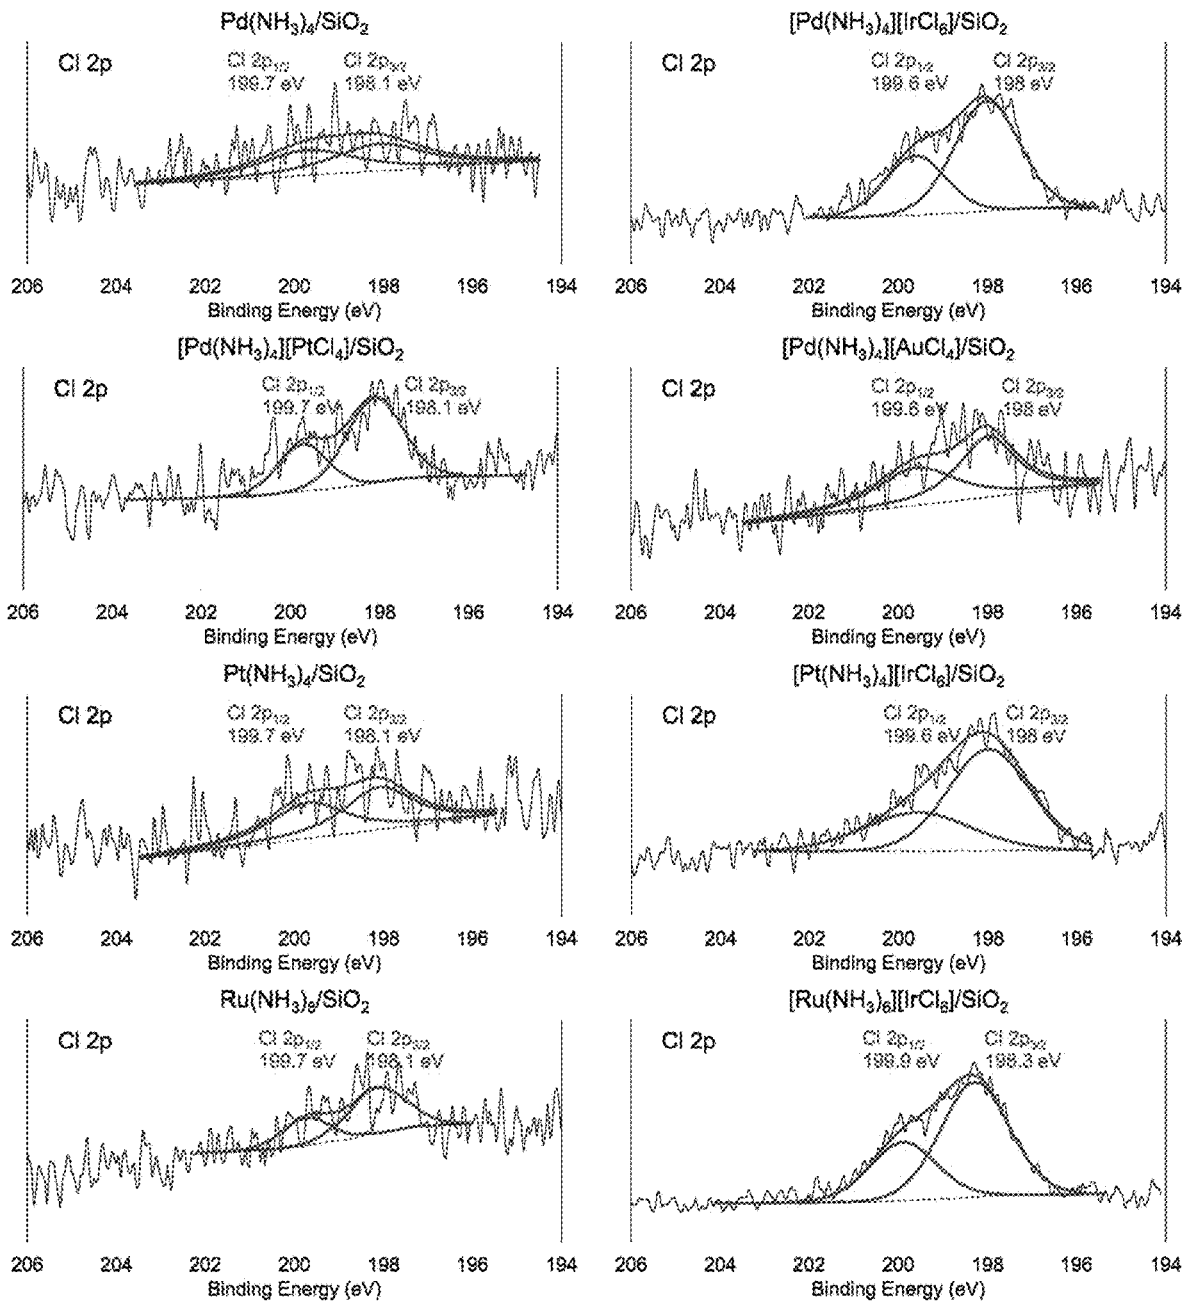 Pd(NH₃)₄/SiO₂
Cl 2p
Cl 2p₁/₂
199.7 eV
Cl 2p₃/₂
198.1 eV
206 204 202 200 198 196 194
Binding Energy (eV)
[Pd(NH₃)₄][IrCl₆]/SiO₂
Cl 2p
Cl 2p₁/₂
199.6 eV
Cl 2p₃/₂
198 eV
206 204 202 200 198 196 194
Binding Energy (eV)
[Pd(NH₃)₄][PtCl₄]/SiO₂
Cl 2p
Cl 2p₁/₂
199.7 eV
Cl 2p₃/₂
198.1 eV
206 204 202 200 198 196 194
Binding Energy (eV)
[Pd(NH₃)₄][AuCl₄]/SiO₂
Cl 2p
Cl 2p₁/₂
199.6 eV
Cl 2p₃/₂
198 eV
206 204 202 200 198 196 194
Binding Energy (eV)
Pt(NH₃)₄/SiO₂
Cl 2p
Cl 2p₁/₂
199.7 eV
Cl 2p₃/₂
198.1 eV
206 204 202 200 198 196 194
Binding Energy (eV)
[Pt(NH₃)₄][IrCl₆]/SiO₂
Cl 2p
Cl 2p₁/₂
199.6 eV
Cl 2p₃/₂
198 eV
206 204 202 200 198 196 194
Binding Energy (eV)
Ru(NH₃)₆/SiO₂
Cl 2p
Cl 2p₁/₂
199.7 eV
Cl 2p₃/₂
198.1 eV
206 204 202 200 198 196 194
Binding Energy (eV)
[Ru(NH₃)₆][IrCl₆]/SiO₂
Cl 2p
Cl 2p₁/₂
199.9 eV
Cl 2p₃/₂
198.3 eV
206 204 202 200 198 196 194
Binding Energy (eV)